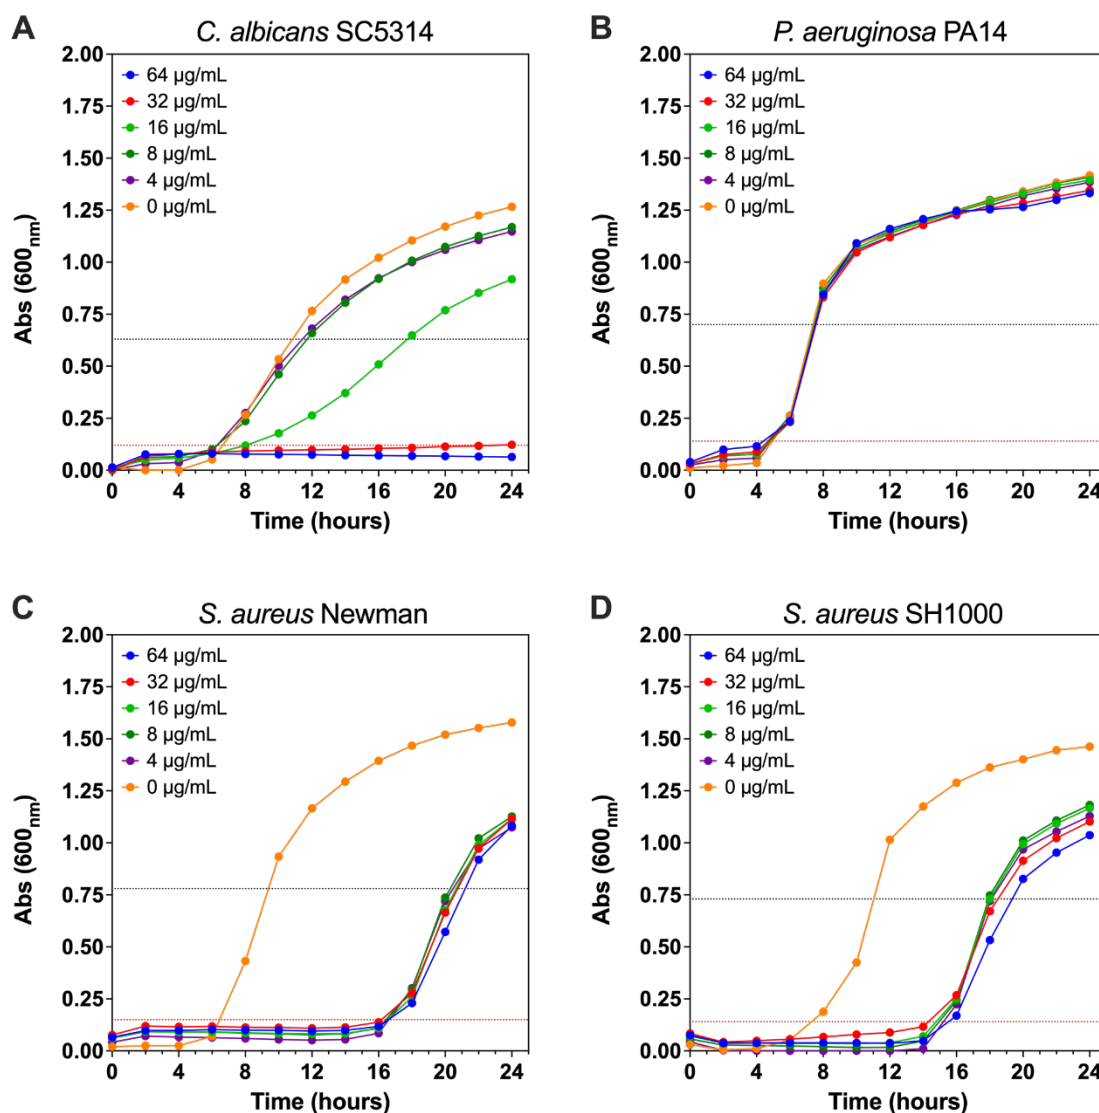 A
C. albicans SC5314
2.00
1.75
1.50
1.25
1.00
0.75
0.50
0.25
0.00
Abs (600nm)
64 µg/mL
32 µg/mL
16 µg/mL
8 µg/mL
4 µg/mL
0 µg/mL
0 4 8 12 16 20 24
Time (hours)
B
P. aeruginosa PA14
2.00
1.75
1.50
1.25
1.00
0.75
0.50
0.25
0.00
Abs (600nm)
64 µg/mL
32 µg/mL
16 µg/mL
8 µg/mL
4 µg/mL
0 µg/mL
0 4 8 12 16 20 24
Time (hours)
C
S. aureus Newman
2.00
1.75
1.50
1.25
1.00
0.75
0.50
0.25
0.00
Abs (600nm)
64 µg/mL
32 µg/mL
16 µg/mL
8 µg/mL
4 µg/mL
0 µg/mL
0 4 8 12 16 20 24
Time (hours)
D
S. aureus SH1000
2.00
1.75
1.50
1.25
1.00
0.75
0.50
0.25
0.00
Abs (600nm)
64 µg/mL
32 µg/mL
16 µg/mL
8 µg/mL
4 µg/mL
0 µg/mL
0 4 8 12 16 20 24
Time (hours)